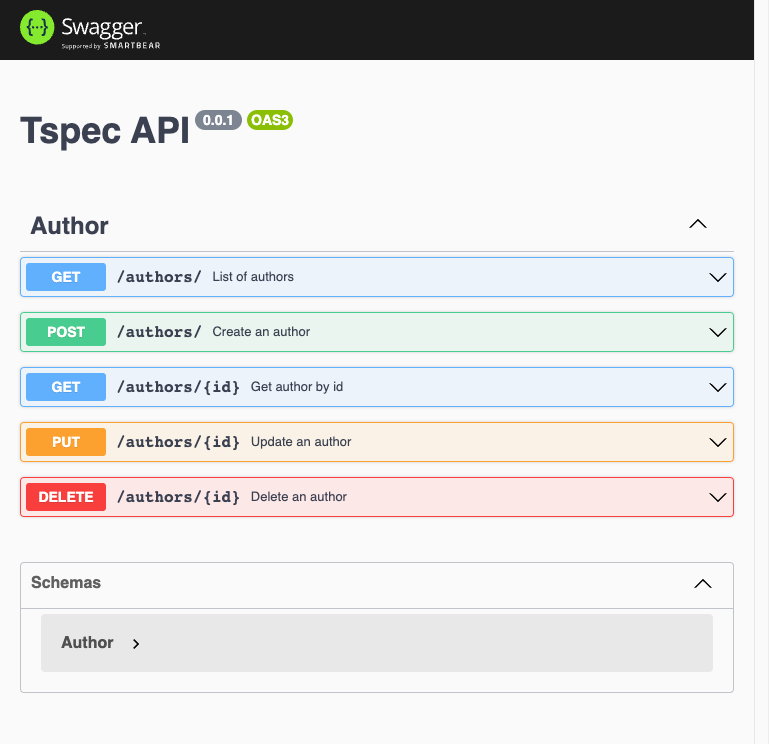 {···} Swagger
Supported by SMARTBEAR
Tspec API 0.0.1 OAS3
Author
GET /authors/ List of authors
POST /authors/ Create an author
GET /authors/{id} Get author by id
PUT /authors/{id} Update an author
DELETE /authors/{id} Delete an author
Schemas
Author